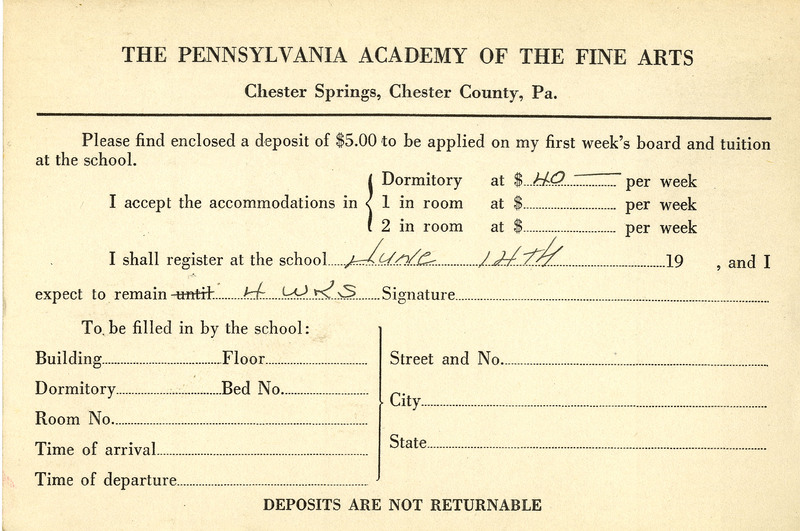 THE PENNSYLVANIA ACADEMY OF THE FINE ARTS
Chester Springs, Chester County, Pa.
Please find enclosed a deposit of $5.00 to be applied on my first week's board and tuition
at the school.
Dormitory at $ 40 — per week
I accept the accommodations in { 1 in room at $ per week
2 in room at $ per week
I shall register at the school June 14th 19 , and I
expect to remain until 4 WKS Signature
To be filled in by the school:
Building Floor
Street and No.
Dormitory Bed No.
City
Room No.
State
Time of arrival
Time of departure
DEPOSITS ARE NOT RETURNABLE